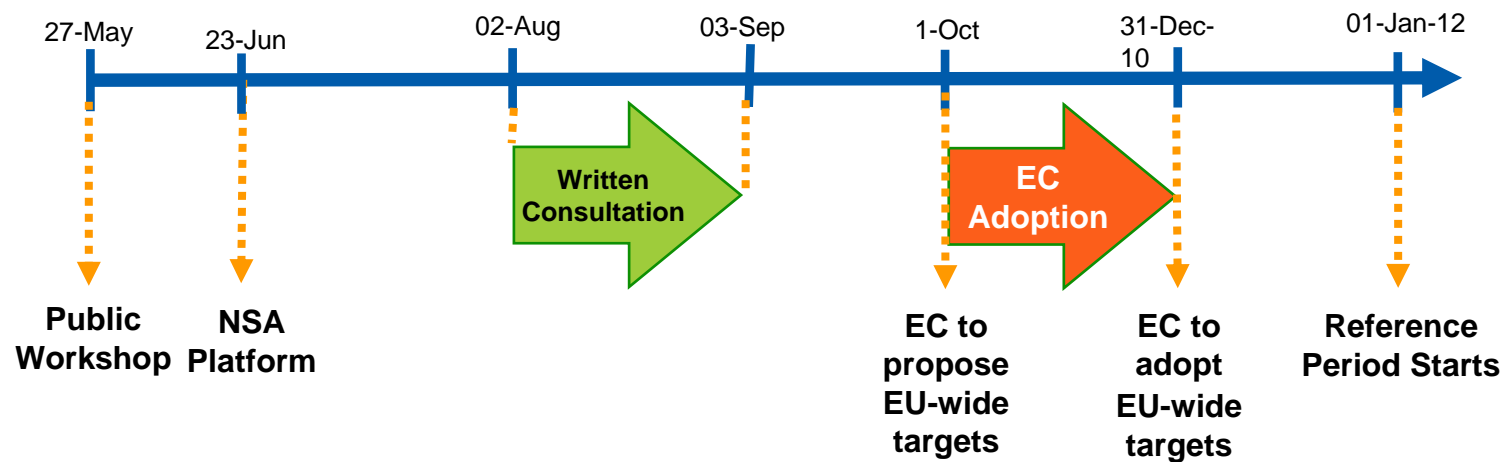 27-May
23-Jun
02-Aug
03-Sep
1-Oct
31-Dec-
10
01-Jan-12
Written
Consultation
EC
Adoption
Public
Workshop
NSA
Platform
EC to
propose
EU-wide
targets
EC to
adopt
EU-wide
targets
Reference
Period Starts